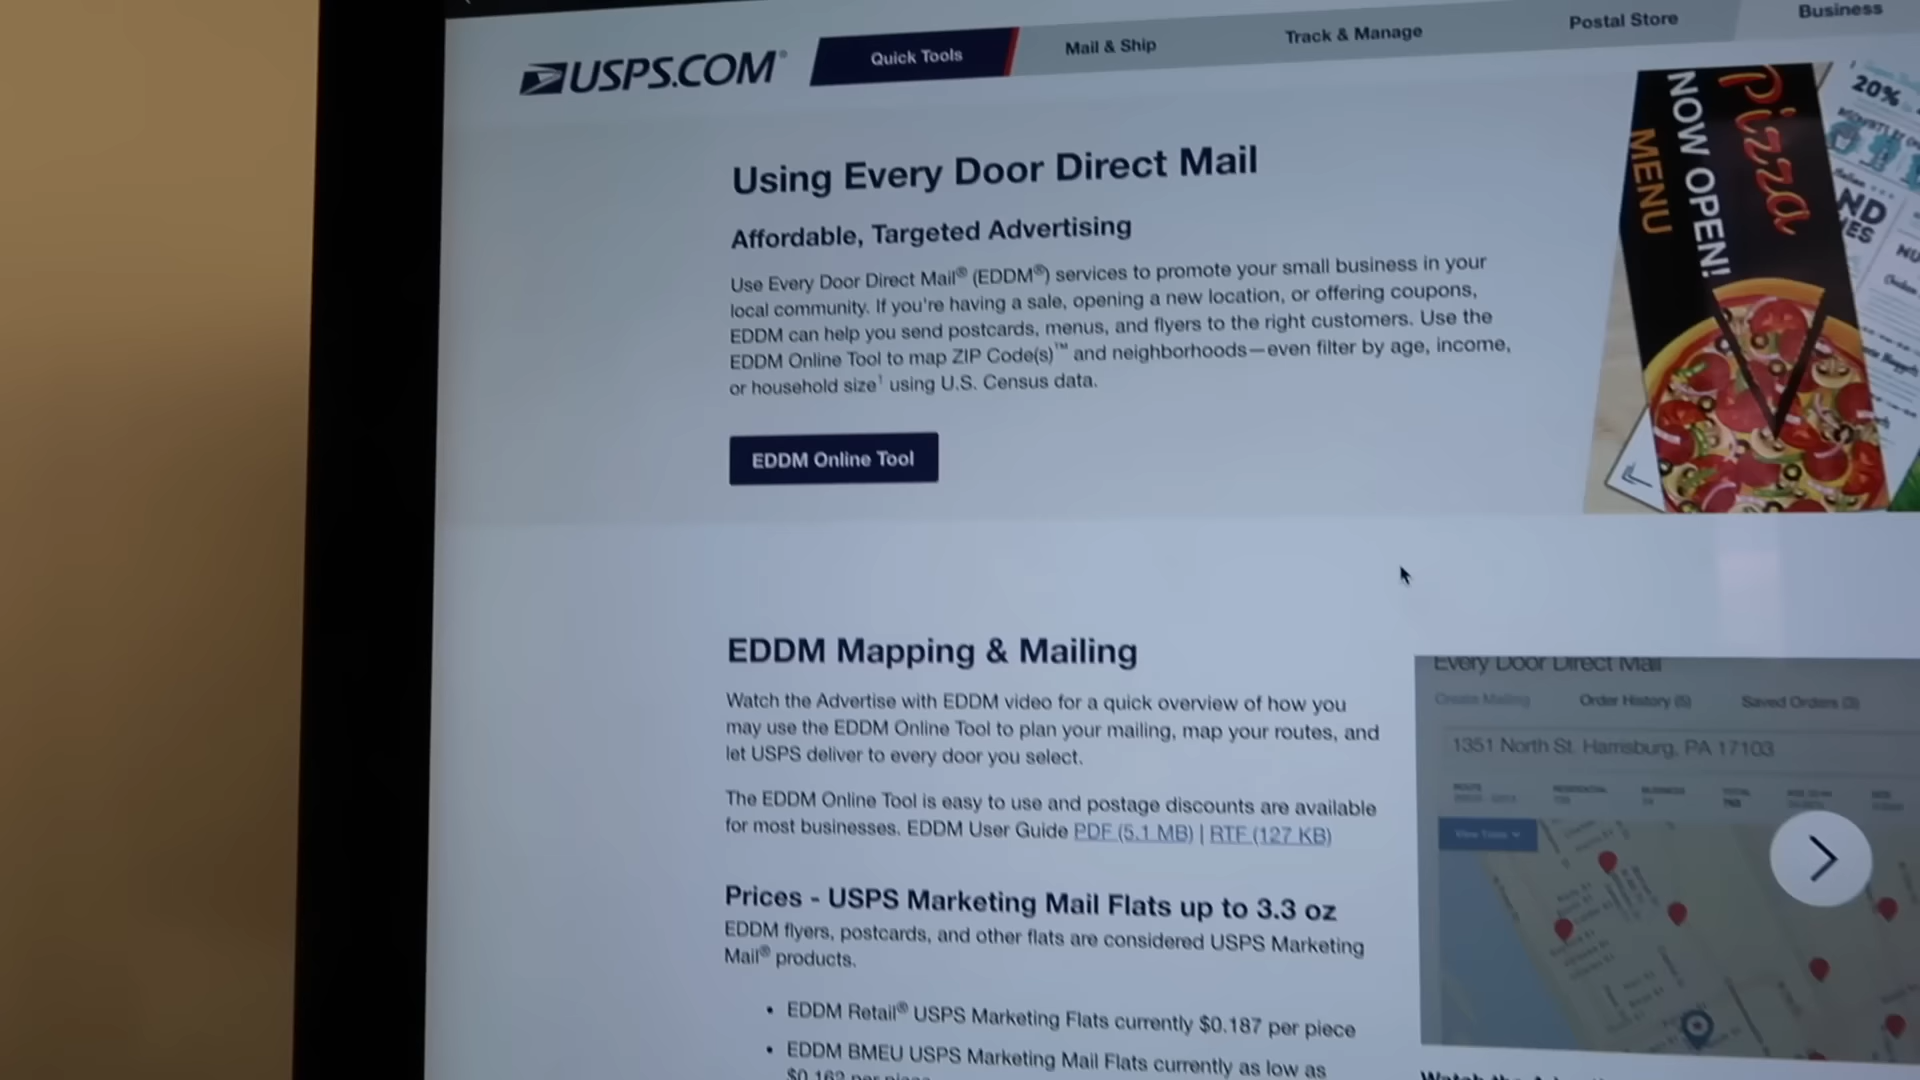 USPS.COM®
Quick Tools
Mail & Ship
Track & Manage
Postal Store
Business
Using Every Door Direct Mail
Affordable, Targeted Advertising
Use Every Door Direct Mail® (EDDM®) services to promote your small business in your
local community. If you're having a sale, opening a new location, or offering coupons,
EDDM can help you send postcards, menus, and flyers to the right customers. Use the
EDDM Online Tool to map ZIP Code(s)™ and neighborhoods—even filter by age, income,
or household size¹ using U.S. Census data.
EDDM Online Tool
Pizza
NOW OPEN!
MENU
20%
EDDM Mapping & Mailing
Watch the Advertise with EDDM video for a quick overview of how you
may use the EDDM Online Tool to plan your mailing, map your routes, and
let USPS deliver to every door you select.
The EDDM Online Tool is easy to use and postage discounts are available
for most businesses. EDDM User Guide PDF (5.1 MB) | RTF (127 KB)
Prices - USPS Marketing Mail Flats up to 3.3 oz
EDDM flyers, postcards, and other flats are considered USPS Marketing
Mail® products.
• EDDM Retail® USPS Marketing Flats currently $0.187 per piece
• EDDM BMEU USPS Marketing Mail Flats currently as low as
$0.162 per piece
Every Door Direct Mail
Create Mailing
Order History (5)
Saved Orders (3)
1351 North St. Harrisburg, PA 17103
View Table